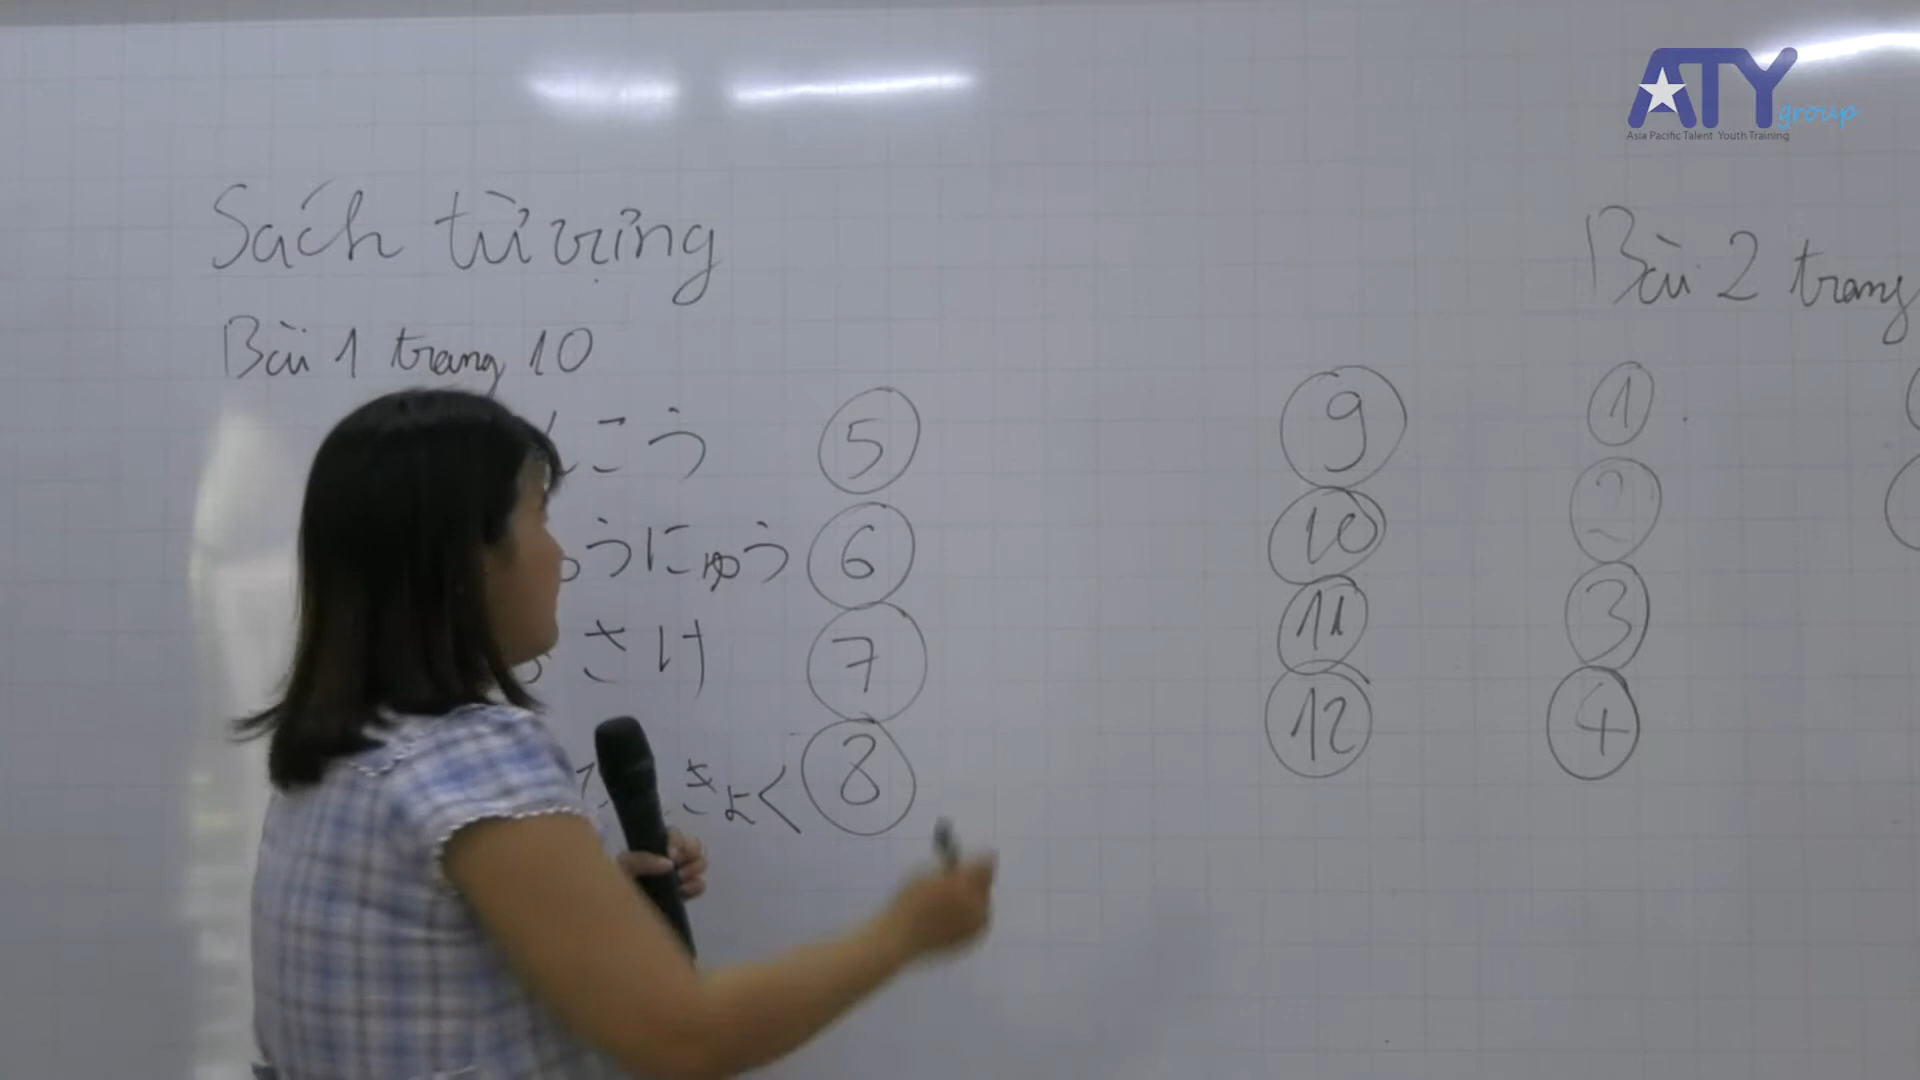 ATY group
Asia Pacific Talent Youth Training
Sách từ vựng
Bài 1 trang 10
こう ⑤
うにゅう ⑥
さけ ⑦
きょく ⑧
⑨
⑩
⑪
⑫
Bài 2 trang
①
②
③
④